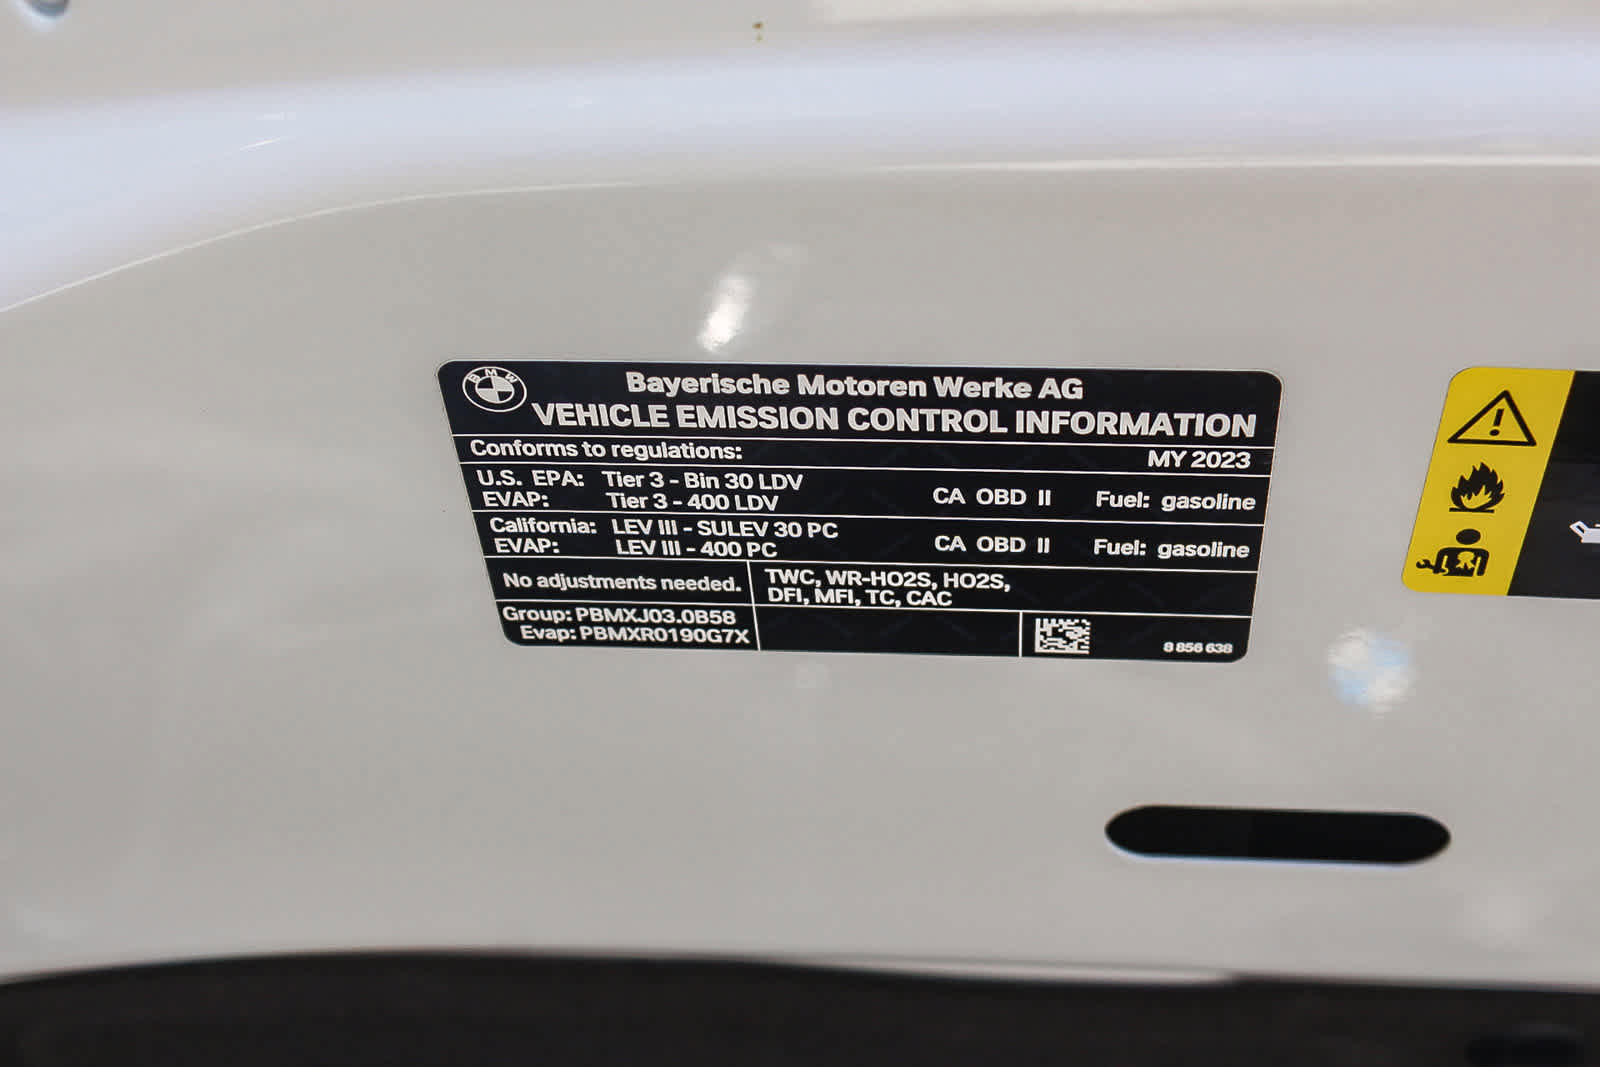 BMW
Bayerische Motoren Werke AG
VEHICLE EMISSION CONTROL INFORMATION
Conforms to regulations: MY 2023
U.S. EPA: Tier 3 - Bin 30 LDV
EVAP: Tier 3 - 400 LDV CA OBD II Fuel: gasoline
California: LEV III - SULEV 30 PC
EVAP: LEV III - 400 PC CA OBD II Fuel: gasoline
No adjustments needed. TWC, WR-HO2S, HO2S,
DFI, MFI, TC, CAC
Group: PBMXJ03.0B58
Evap: PBMXR0190G7X
8 856 638